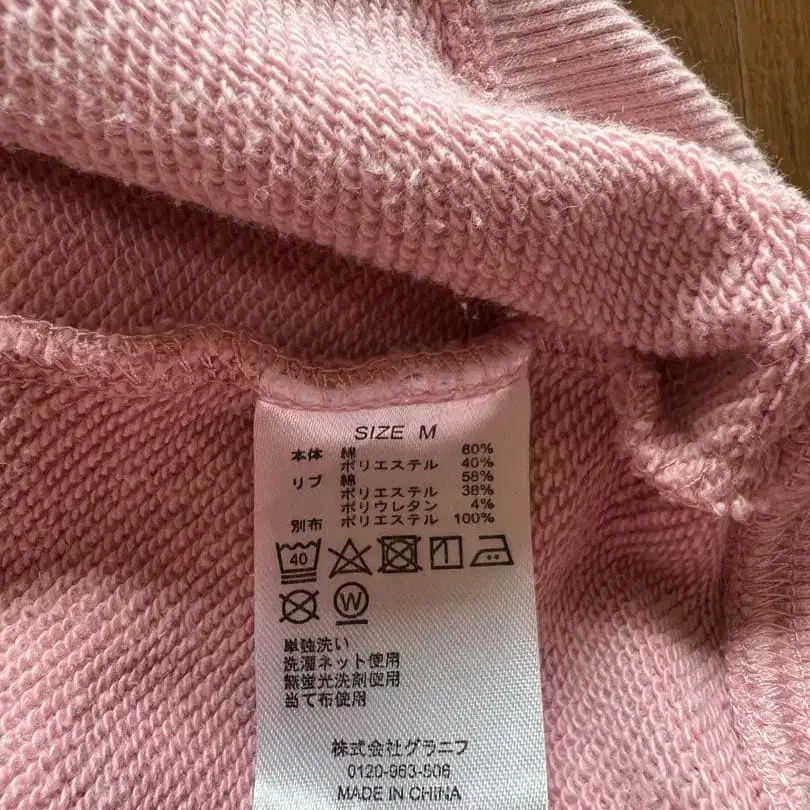 SIZE M
本体 綿 60%
ポリエステル 40%
リブ 綿 58%
ポリエステル 38%
ポリウレタン 4%
別布 ポリエステル 100%
40
W
単独洗い
洗濯ネット使用
無蛍光洗剤使用
当て布使用
株式会社グラニフ
0120-963-506
MADE IN CHINA